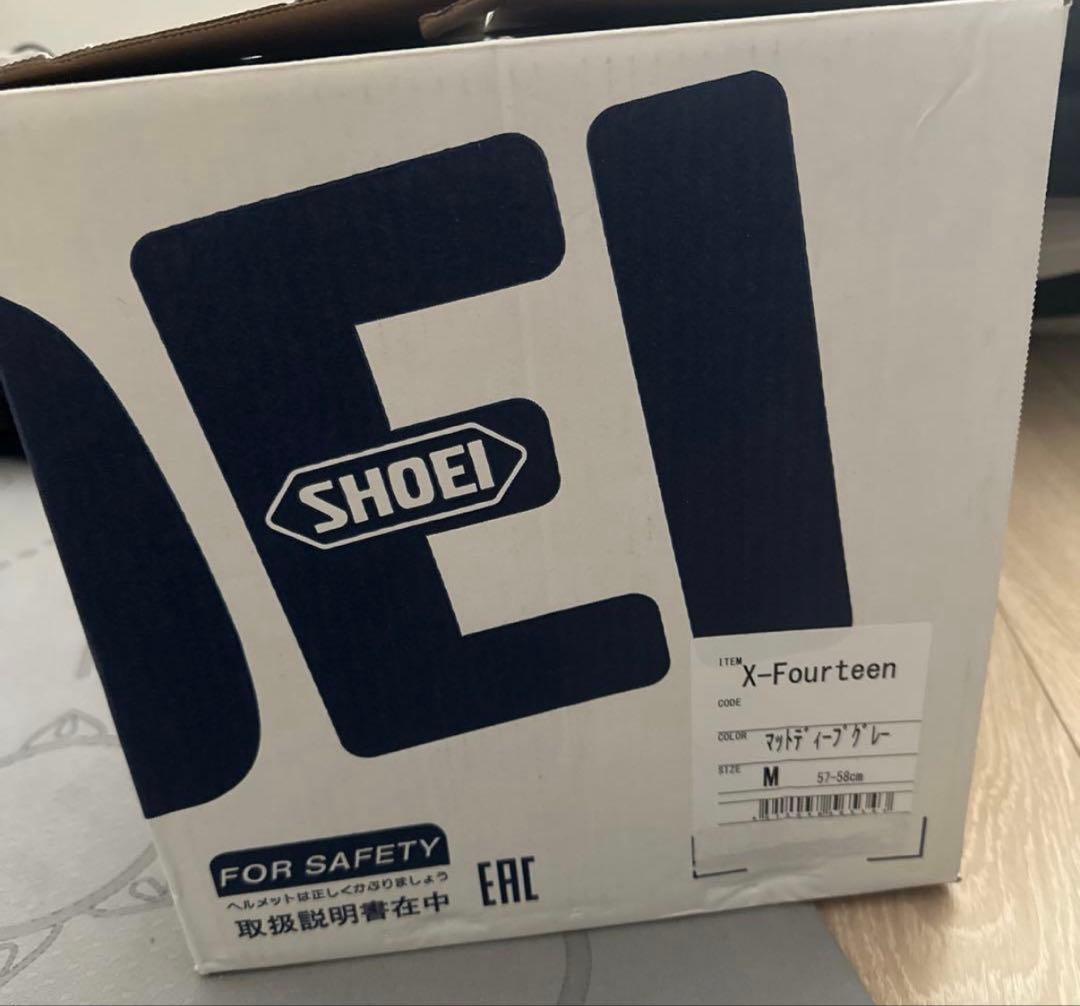 OEI
SHOEI
ITEM X-Fourteen
CODE
COLOR マットディープグレー
SIZE M 57-58cm
FOR SAFETY
ヘルメットは正しくかぶりましょう
取扱説明書在中
EAC